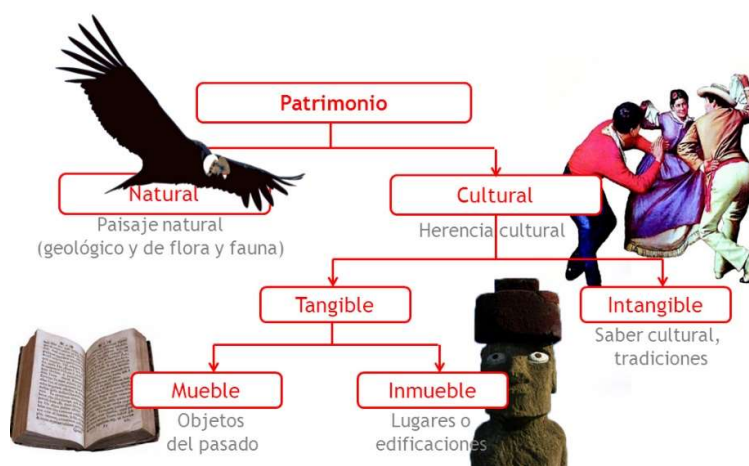 Patrimonio
Natural
Paisaje natural
(geológico y de flora y fauna)
Cultural
Herencia cultural
Tangible
Intangible
Saber cultural,
tradiciones
Mueble
Objetos
del pasado
Inmueble
Lugares o
edificaciones